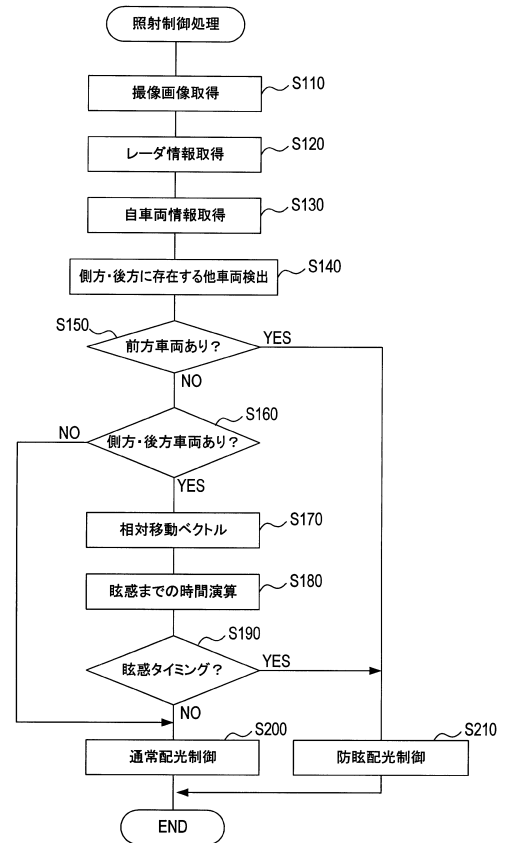 照射制御処理
撮像画像取得
S110
レーダ情報取得
S120
自車両情報取得
S130
側方・後方に存在する他車両検出
S140
S150
前方車両あり?
YES
NO
S160
側方・後方車両あり?
NO
YES
相対移動ベクトル
S170
眩惑までの時間演算
S180
S190
眩惑タイミング?
YES
NO
S200
通常配光制御
S210
防眩配光制御
END